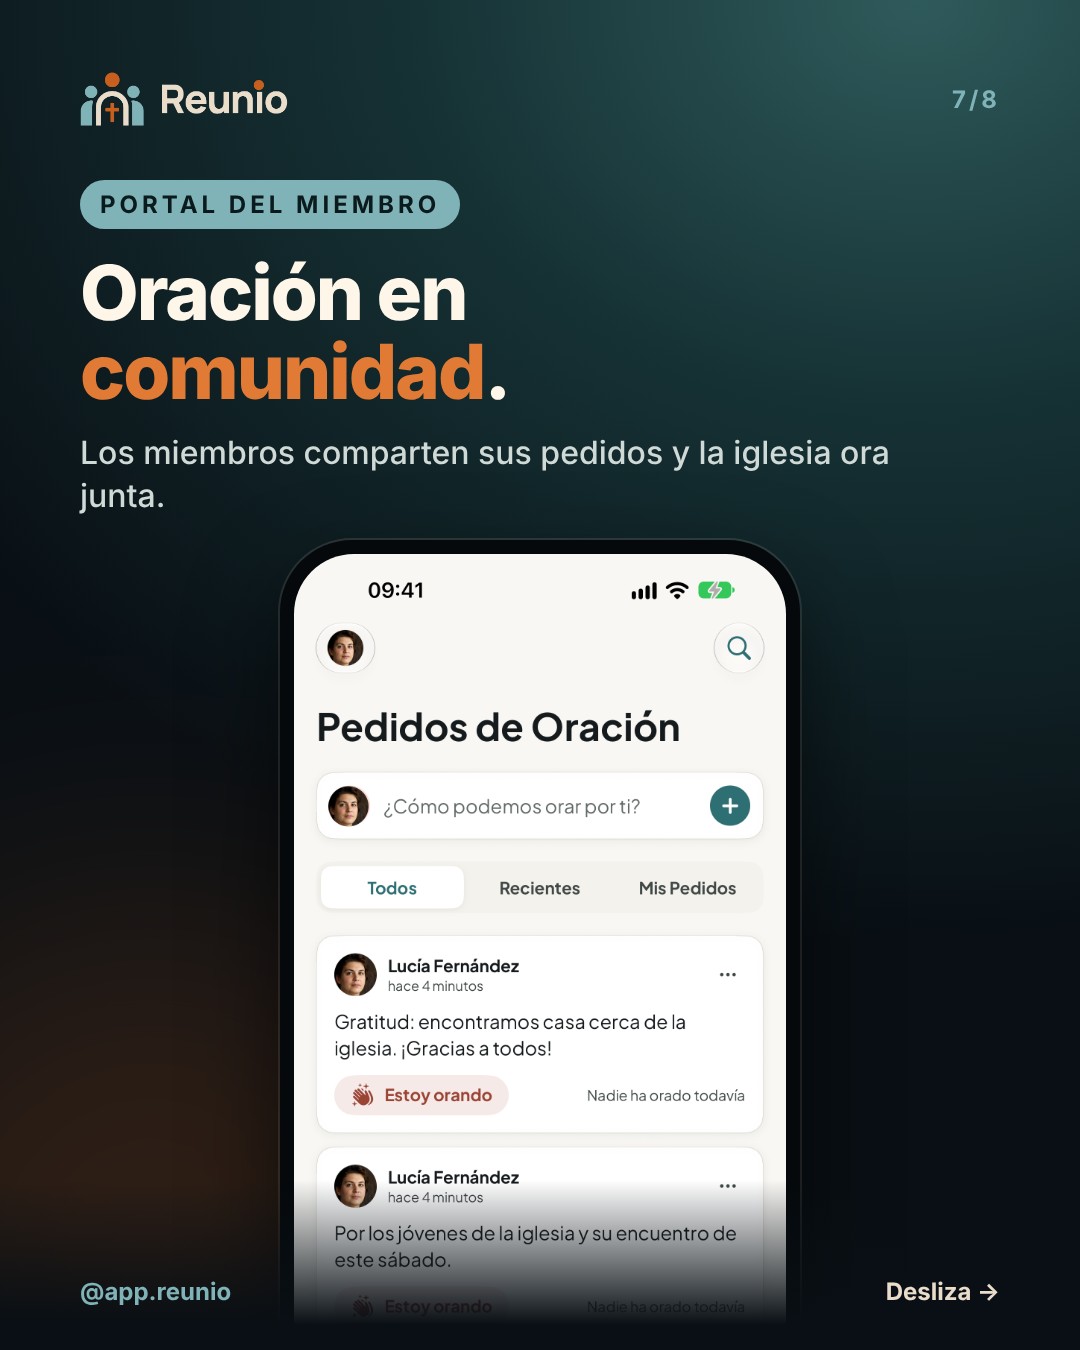 Reunio
7/8
PORTAL DEL MIEMBRO
Oración en
comunidad.
Los miembros comparten sus pedidos y la iglesia ora
junta.
09:41
Pedidos de Oración
¿Cómo podemos orar por ti?
Todos
Recientes
Mis Pedidos
Lucía Fernández
hace 4 minutos
Gratitud: encontramos casa cerca de la
iglesia. ¡Gracias a todos!
Estoy orando
Nadie ha orado todavía
Lucía Fernández
hace 4 minutos
Por los jóvenes de la iglesia y su encuentro de
este sábado.
Estoy orando
Nadie ha orado todavía
@app.reunio
Desliza →